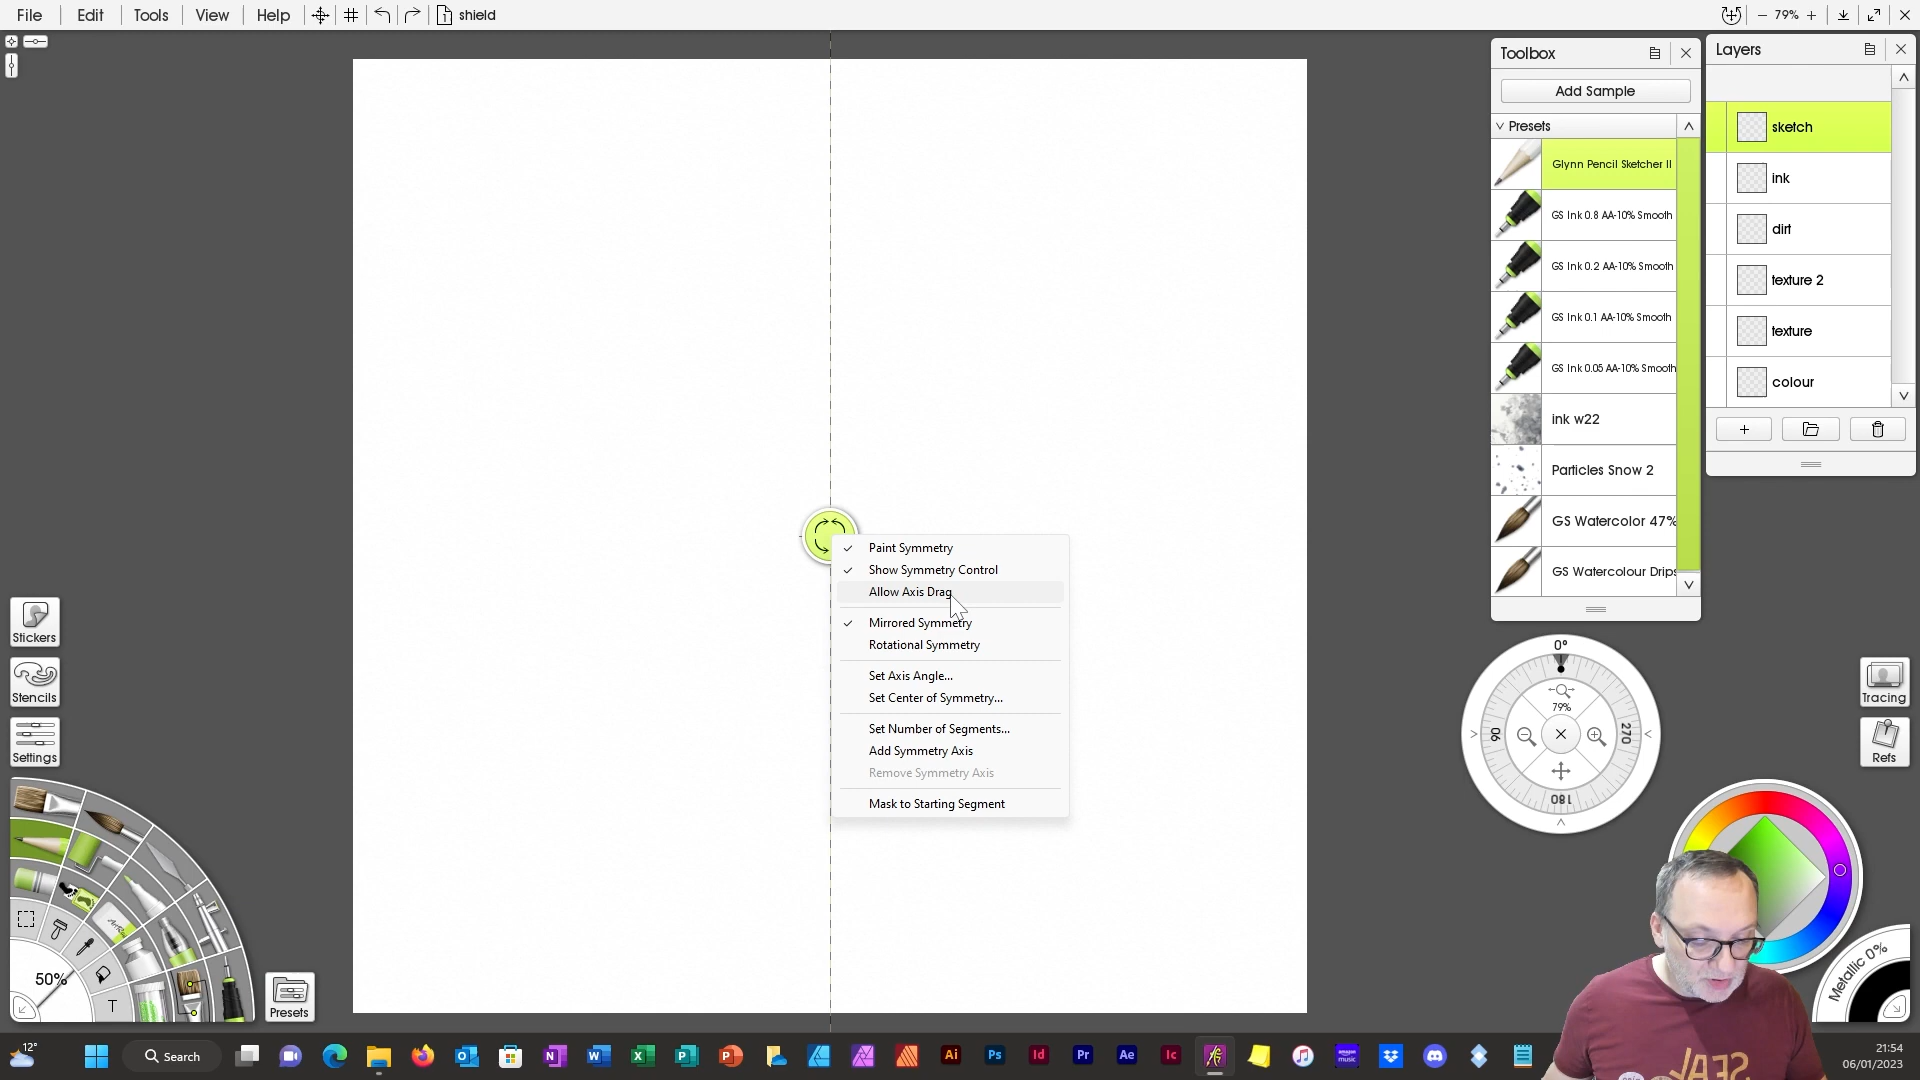 File
Edit
Tools
View
Help
shield
79%
Toolbox
Add Sample
Presets
Glynn Pencil Sketcher II
GS Ink 0.8 AA-10% Smooth
GS Ink 0.2 AA-10% Smooth
GS Ink 0.1 AA-10% Smooth
GS Ink 0.05 AA-10% Smooth
ink w22
Particles Snow 2
GS Watercolor 47%
GS Watercolour Drips
Layers
sketch
ink
dirt
texture 2
texture
colour
Paint Symmetry
Show Symmetry Control
Allow Axis Drag
Mirrored Symmetry
Rotational Symmetry
Set Axis Angle...
Set Center of Symmetry...
Set Number of Segments...
Add Symmetry Axis
Remove Symmetry Axis
Mask to Starting Segment
Stickers
Stencils
Settings
50%
T
Presets
0°
79%
90
270
180
Tracing
Refs
Metallic 0%
12°
Search
Ai
Ps
Id
Pr
Ae
Ic
21:54
06/01/2023